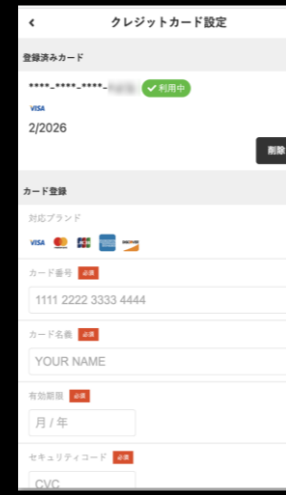 クレジットカード設定
登録済みカード
****-****-****- 利用中
VISA
2/2026
削除
カード登録
対応ブランド
VISA JCB
カード番号 必須
1111 2222 3333 4444
カード名義 必須
YOUR NAME
有効期限 必須
月 / 年
セキュリティコード 必須
CVC